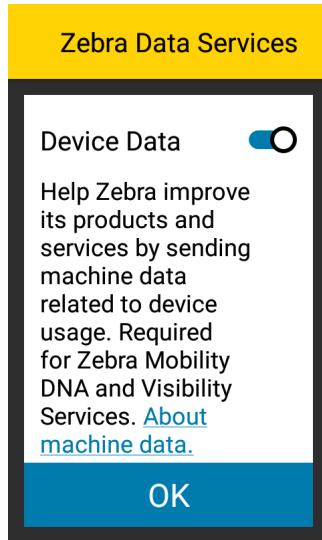 Zebra Data Services
Device Data
Help Zebra improve
its products and
services by sending
machine data
related to device
usage. Required
for Zebra Mobility
DNA and Visibility
Services. About
machine data.
OK